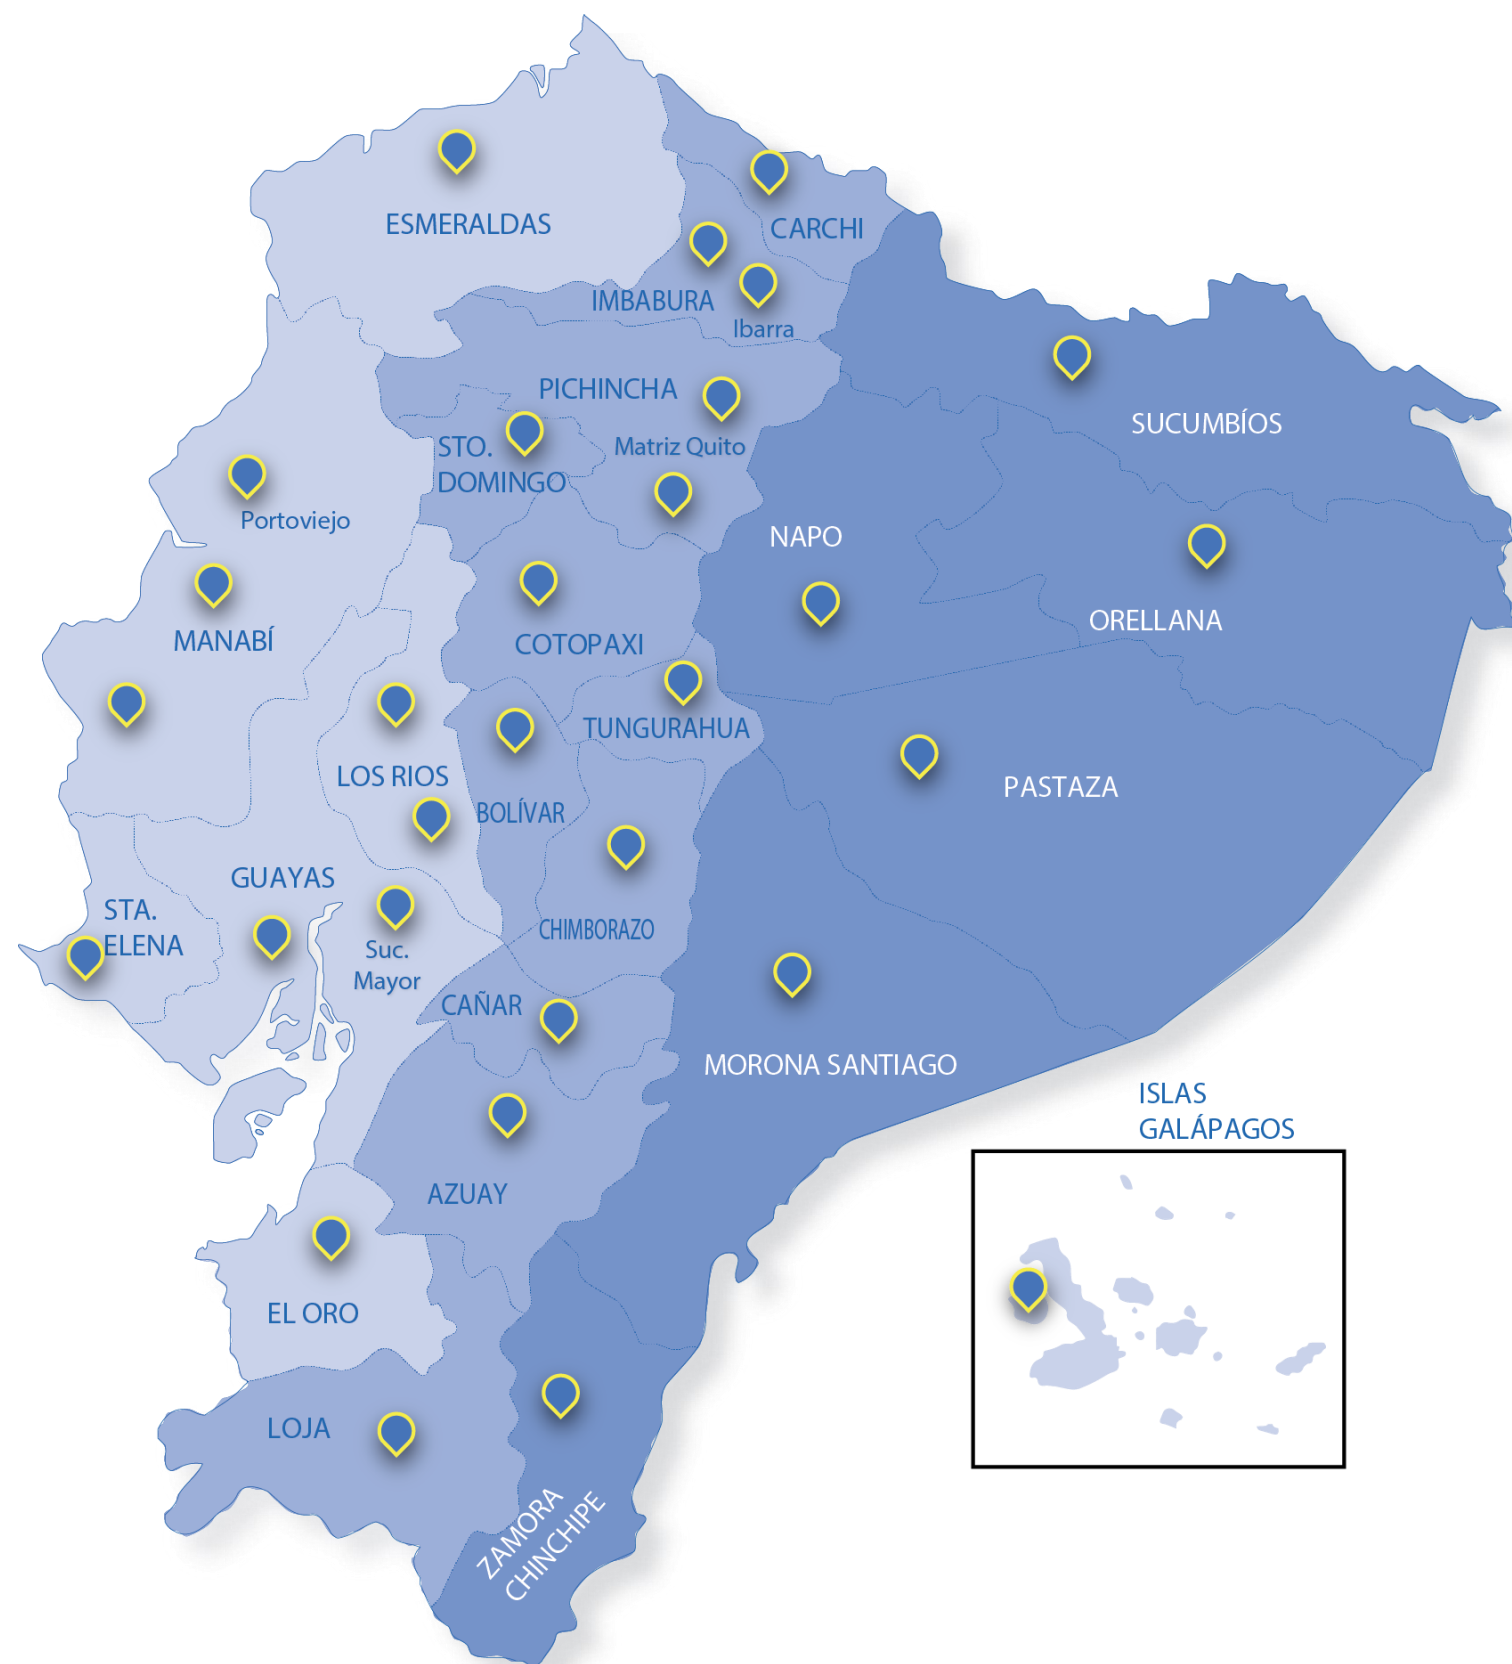 ESMERALDAS
CARCHI
IMBABURA
Ibarra
PICHINCHA
SUCUMBÍOS
STO.
DOMINGO
Matriz Quito
Portoviejo
NAPO
ORELLANA
MANABÍ
COTOPAXI
TUNGURAHUA
LOS RIOS
PASTAZA
BOLÍVAR
GUAYAS
STA.
ELENA
CHIMBORAZO
Suc.
Mayor
CAÑAR
MORONA SANTIAGO
ISLAS
GALÁPAGOS
AZUAY
EL ORO
LOJA
ZAMORA
CHINCHIPE